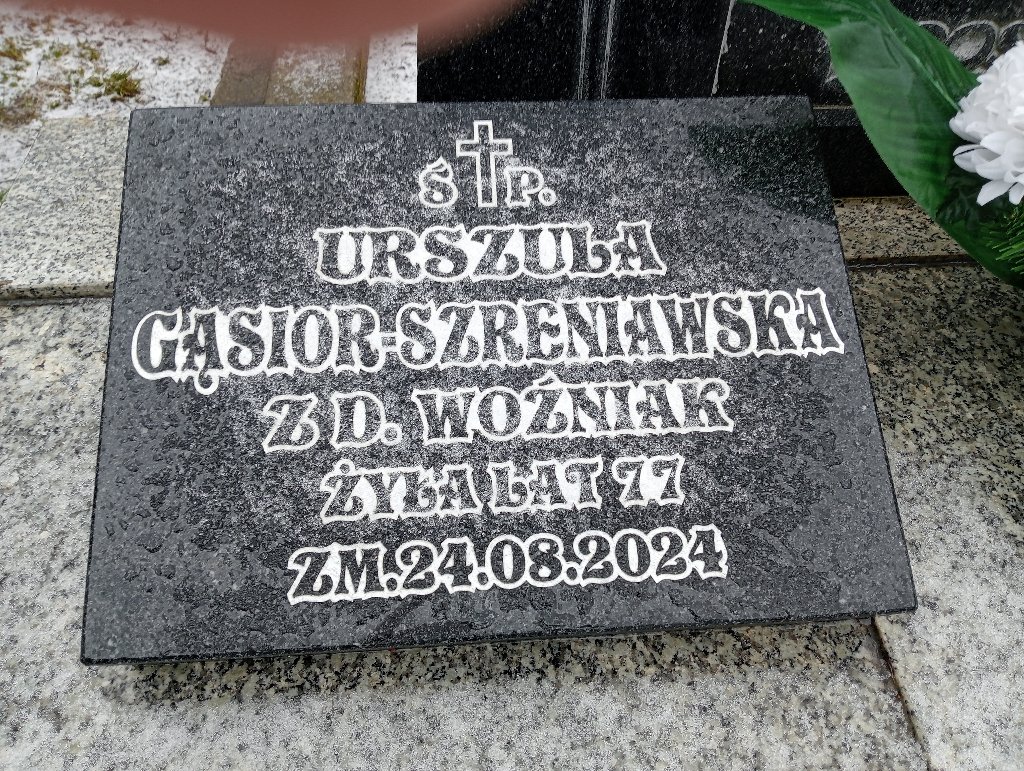 Ś P.
URSZULA
GĄSIOR-SZRENIAWSKA
Z D. WOŹNIAK
ŻYŁA LAT 77
ZM.24.08.2024